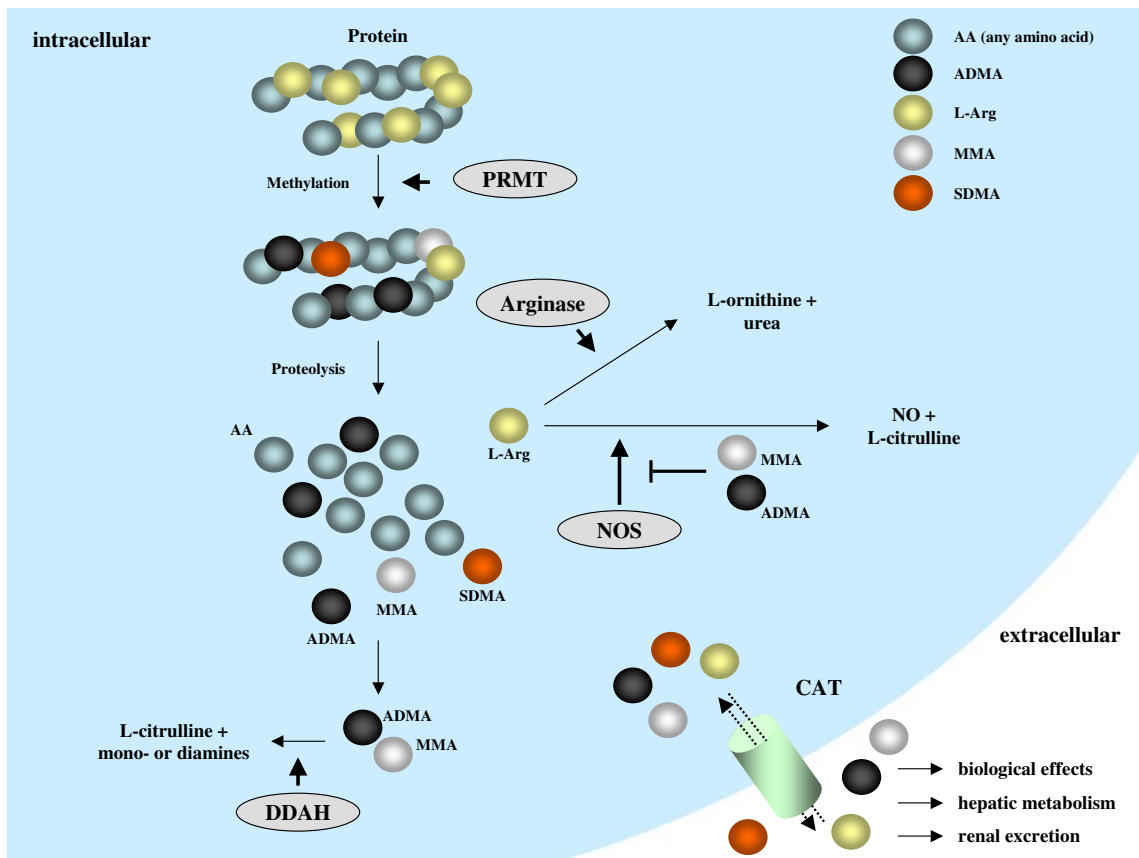 intracellular
Protein
AA (any amino acid)
ADMA
L-Arg
MMA
SDMA
Methylation
PRMT
Arginase
L-ornithine +
urea
Proteolysis
AA
L-Arg
NO +
L-citrulline
MMA
ADMA
NOS
MMA
SDMA
ADMA
extracellular
CAT
ADMA
MMA
L-citrulline +
mono- or diamines
DDAH
biological effects
hepatic metabolism
renal excretion